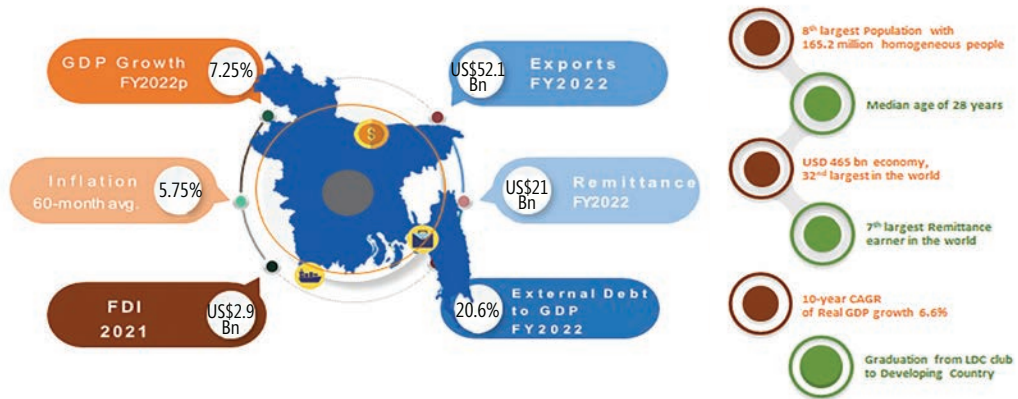 GDP Growth
FY2022p
7.25%
Inflation
60-month avg.
5.75%
FDI
2021
US$2.9
Bn
US$52.1
Bn
Exports
FY2022
US$21
Bn
Remittance
FY2022
20.6%
External Debt
to GDP
FY2022
$
8th largest Population with
165.2 million homogeneous people
Median age of 28 years
USD 465 bn economy,
32nd largest in the world
7th largest Remittance
earner in the world
10-year CAGR
of Real GDP growth 6.6%
Graduation from LDC club
to Developing Country